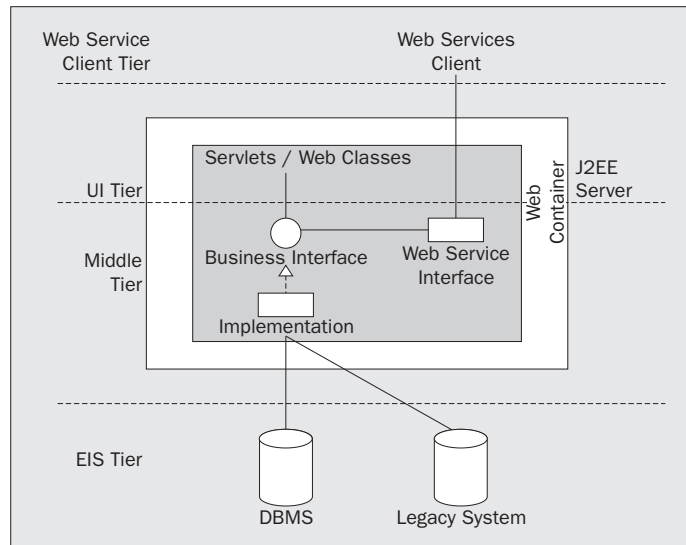 Web Service
Client Tier
Web Services
Client
Servlets / Web Classes
UI Tier
Web
Container
J2EE
Server
Middle
Tier
Business Interface
Web Service
Interface
Implementation
EIS Tier
DBMS
Legacy System